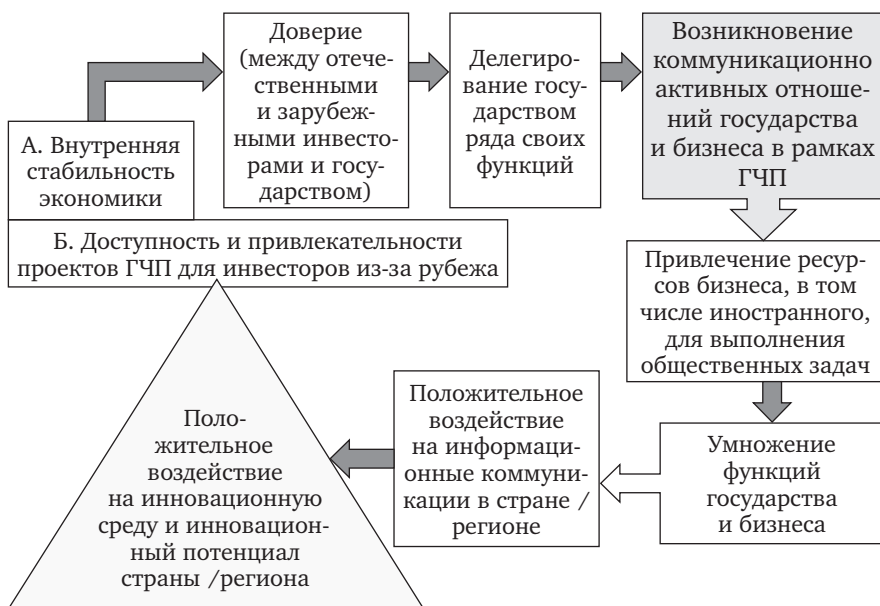 А. Внутренняя
стабильность
экономики
Б. Доступность и привлекательности
проектов ГЧП для инвесторов из-за рубежа
Доверие
(между отече-
ственными
и зарубеж-
ными инвесто-
рами и госу-
дарством)
Делегиро-
вание госу-
дарством
ряда своих
функций
Возникновение
коммуникационно
активных отноше-
ний государства
и бизнеса в рамках
ГЧП
Привлечение ресур-
сов бизнеса, в том
числе иностранного,
для выполнения
общественных задач
Умножение
функций
государства
и бизнеса
Положительное
воздействие
на информаци-
онные коммуни-
кации в стране /
регионе
Поло-
жительное
воздействие
на инновационную
среду и инновацион-
ный потенциал
страны /региона